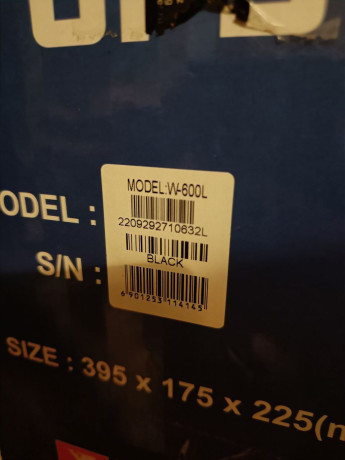 MODEL:W-600L
ODEL :
2209292710632L
S/N :
BLACK
6 901253 114145
SIZE : 395 x 175 x 225(